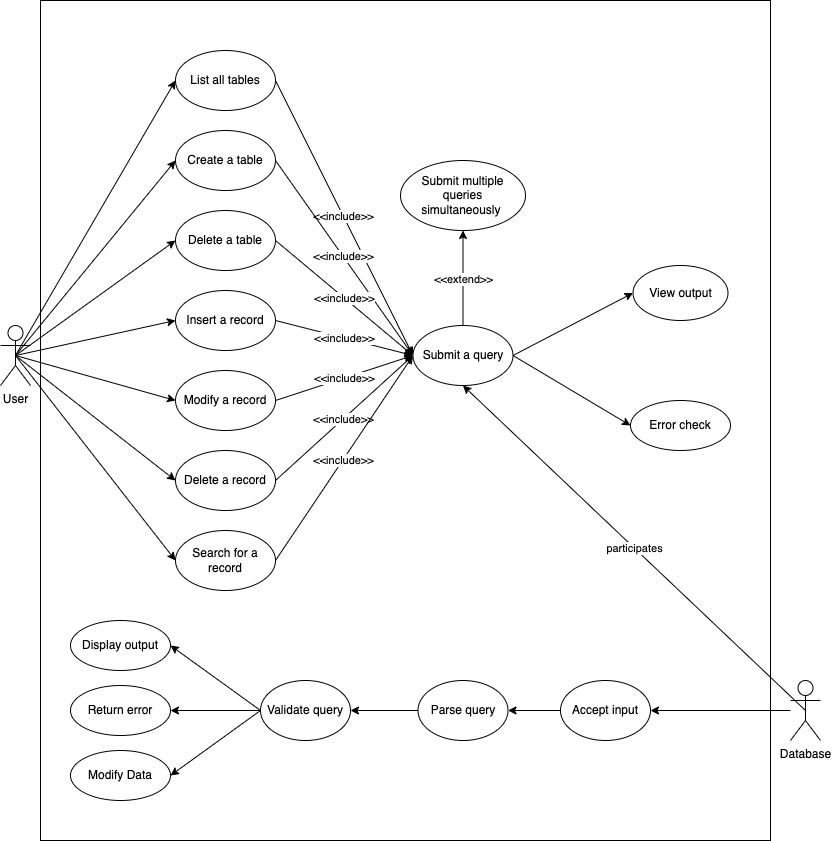 List all tables
Create a table
Submit multiple
queries
simultaneously
<<include>>
Delete a table
<<include>>
<<extend>>
View output
<<include>>
Insert a record
<<include>>
Submit a query
<<include>>
User
Modify a record
<<include>>
Error check
<<include>>
Delete a record
Search for a
record
participates
Display output
Return error
Validate query
Parse query
Accept input
Database
Modify Data